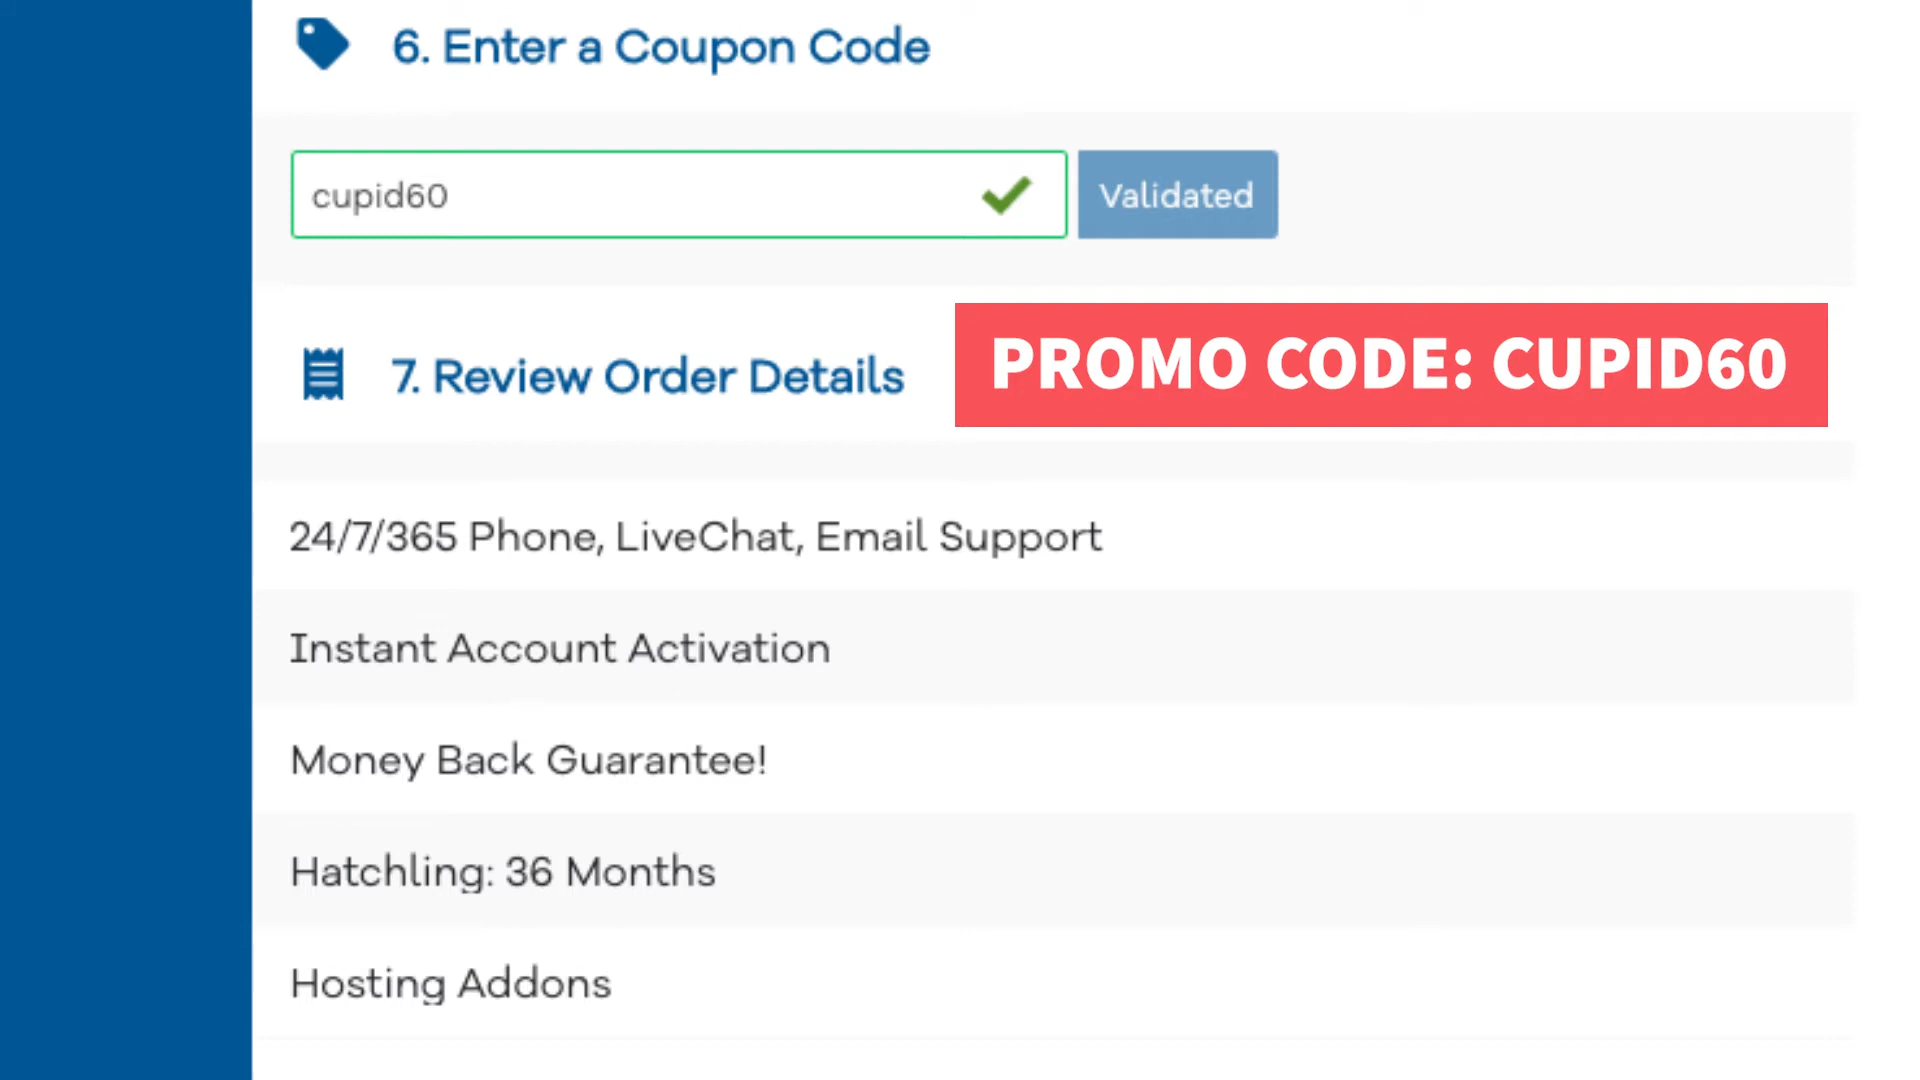 6. Enter a Coupon Code
cupid60
Validated
7. Review Order Details
PROMO CODE: CUPID60
24/7/365 Phone, LiveChat, Email Support
Instant Account Activation
Money Back Guarantee!
Hatchling: 36 Months
Hosting Addons